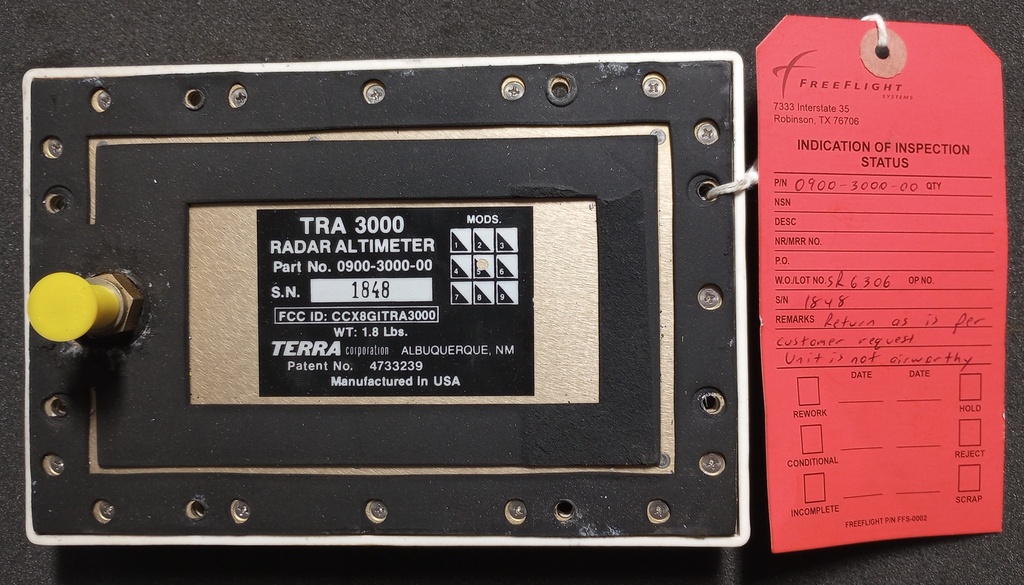 TRA 3000
RADAR ALTIMETER
Part No. 0900-3000-00
S.N. 1848
FCC ID: CCX8GITRA3000
WT: 1.8 Lbs.
TERRA corporation ALBUQUERQUE, NM
Patent No. 4733239
Manufactured in USA
MODS.
1 2 3
4 5 6
7 8 9
FREEFLIGHT
SYSTEMS
7333 Interstate 35
Robinson, TX 76706
INDICATION OF INSPECTION
STATUS
P/N 0900-3000-00 QTY
NSN
DESC
NR/MRR NO.
P.O.
W.O./LOT NO. SR6306 OP NO.
S/N 1848
REMARKS Return as is per
customer request
Unit is not airworthy
DATE DATE
REWORK HOLD
CONDITIONAL REJECT
INCOMPLETE SCRAP
FREEFLIGHT P/N FFS-0002